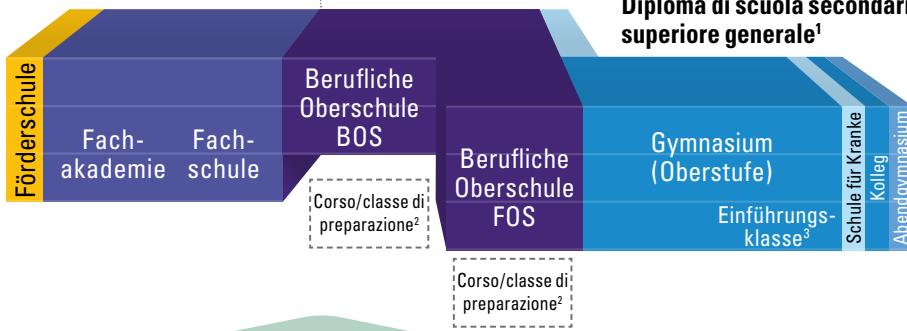 Diploma di scuola
superiore generale¹
Förderschule
Fach-
akademie
Fach-
schule
Berufliche
Oberschule
BOS
Corso/classe di
preparazione²
Berufliche
Oberschule
FOS
Corso/classe di
preparazione²
Gymnasium
(Oberstufe)
Einführungs-
klasse³
Schule für Kranke
Kolleg
Abendgymnasium